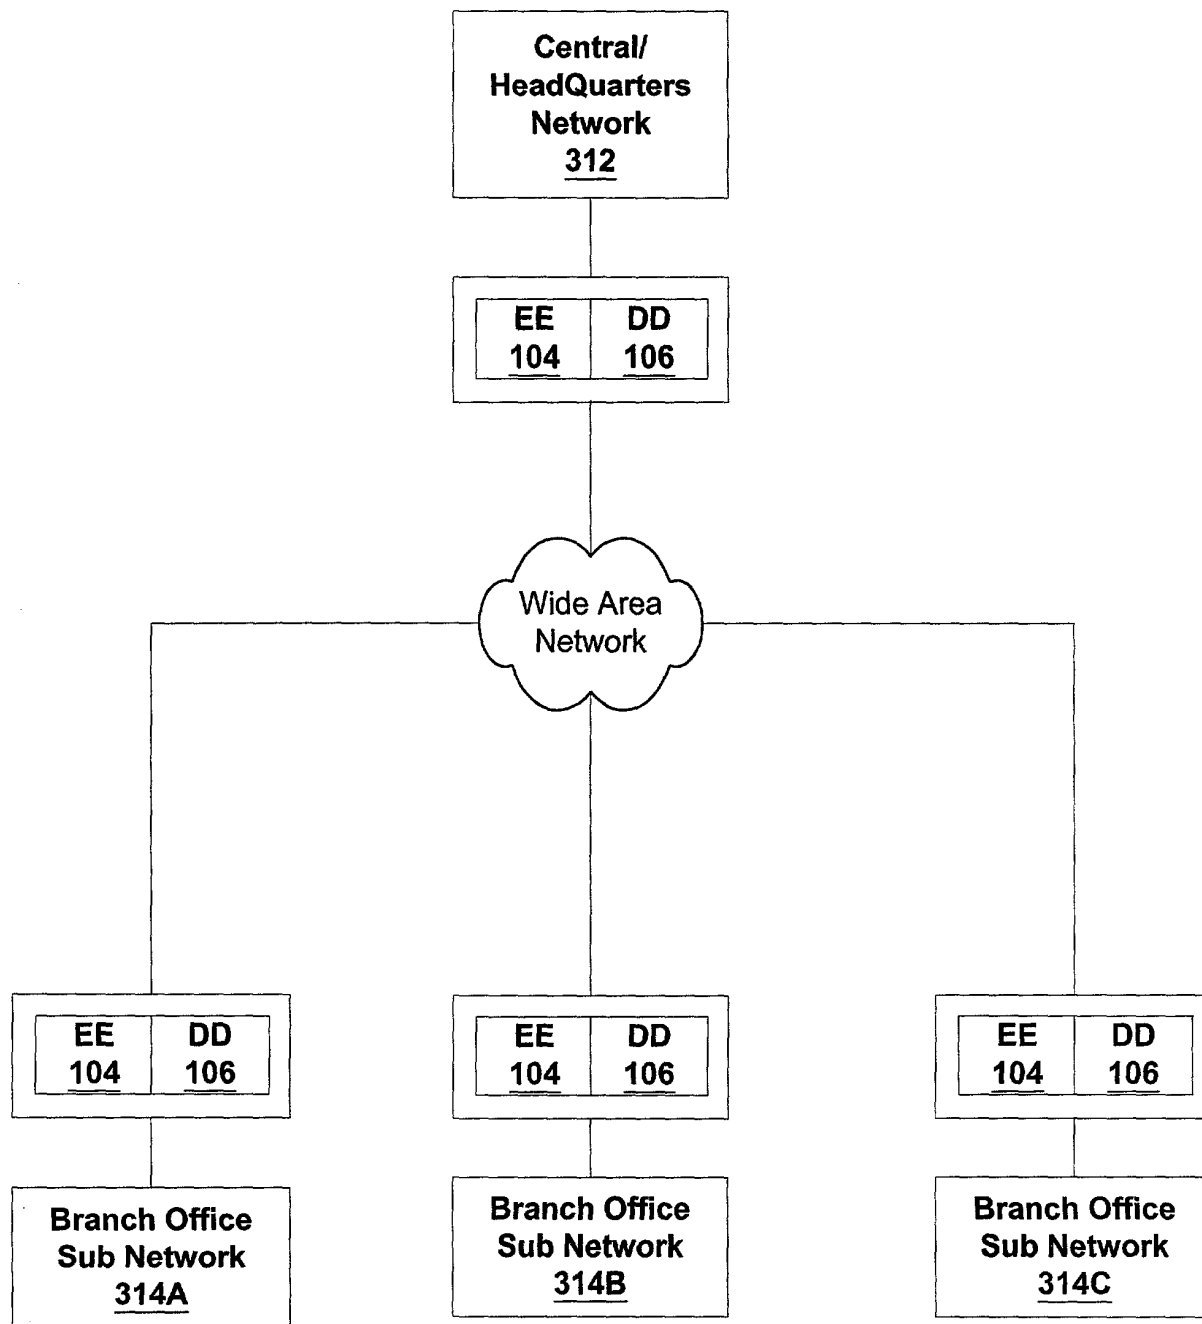 Central/
HeadQuarters
Network
312
EE DD
104 106
Wide Area
Network
EE DD
104 106
EE DD
104 106
EE DD
104 106
Branch Office
Sub Network
314A
Branch Office
Sub Network
314B
Branch Office
Sub Network
314C